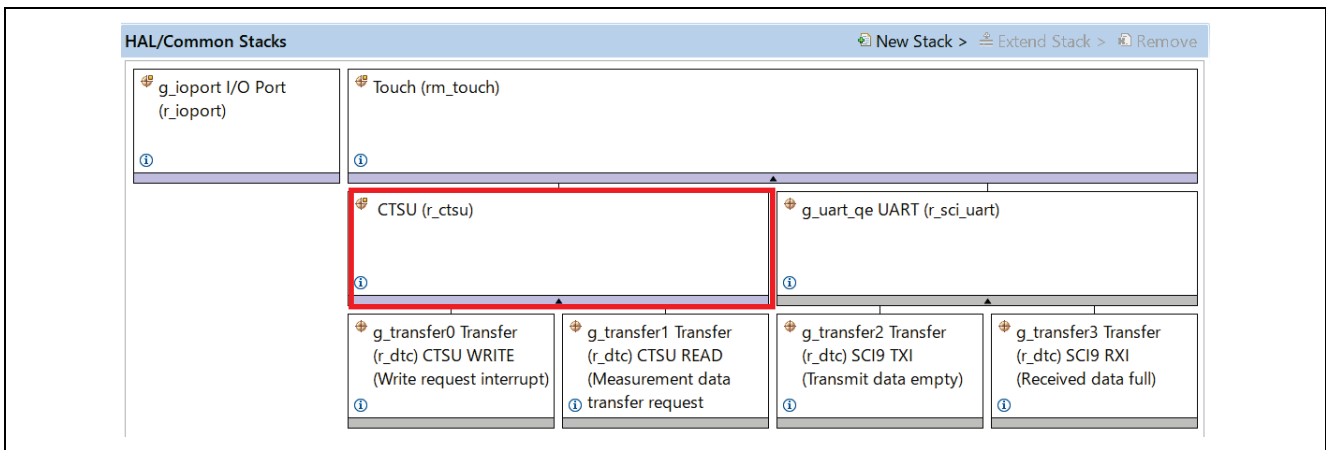 HAL/Common Stacks
New Stack > Extend Stack > Remove
g_ioport I/O Port
(r_ioport)
Touch (rm_touch)
CTSU (r_ctsu)
g_uart_qe UART (r_sci_uart)
g_transfer0 Transfer
(r_dtc) CTSU WRITE
(Write request interrupt)
g_transfer1 Transfer
(r_dtc) CTSU READ
(Measurement data
transfer request
g_transfer2 Transfer
(r_dtc) SCI9 TXI
(Transmit data empty)
g_transfer3 Transfer
(r_dtc) SCI9 RXI
(Received data full)